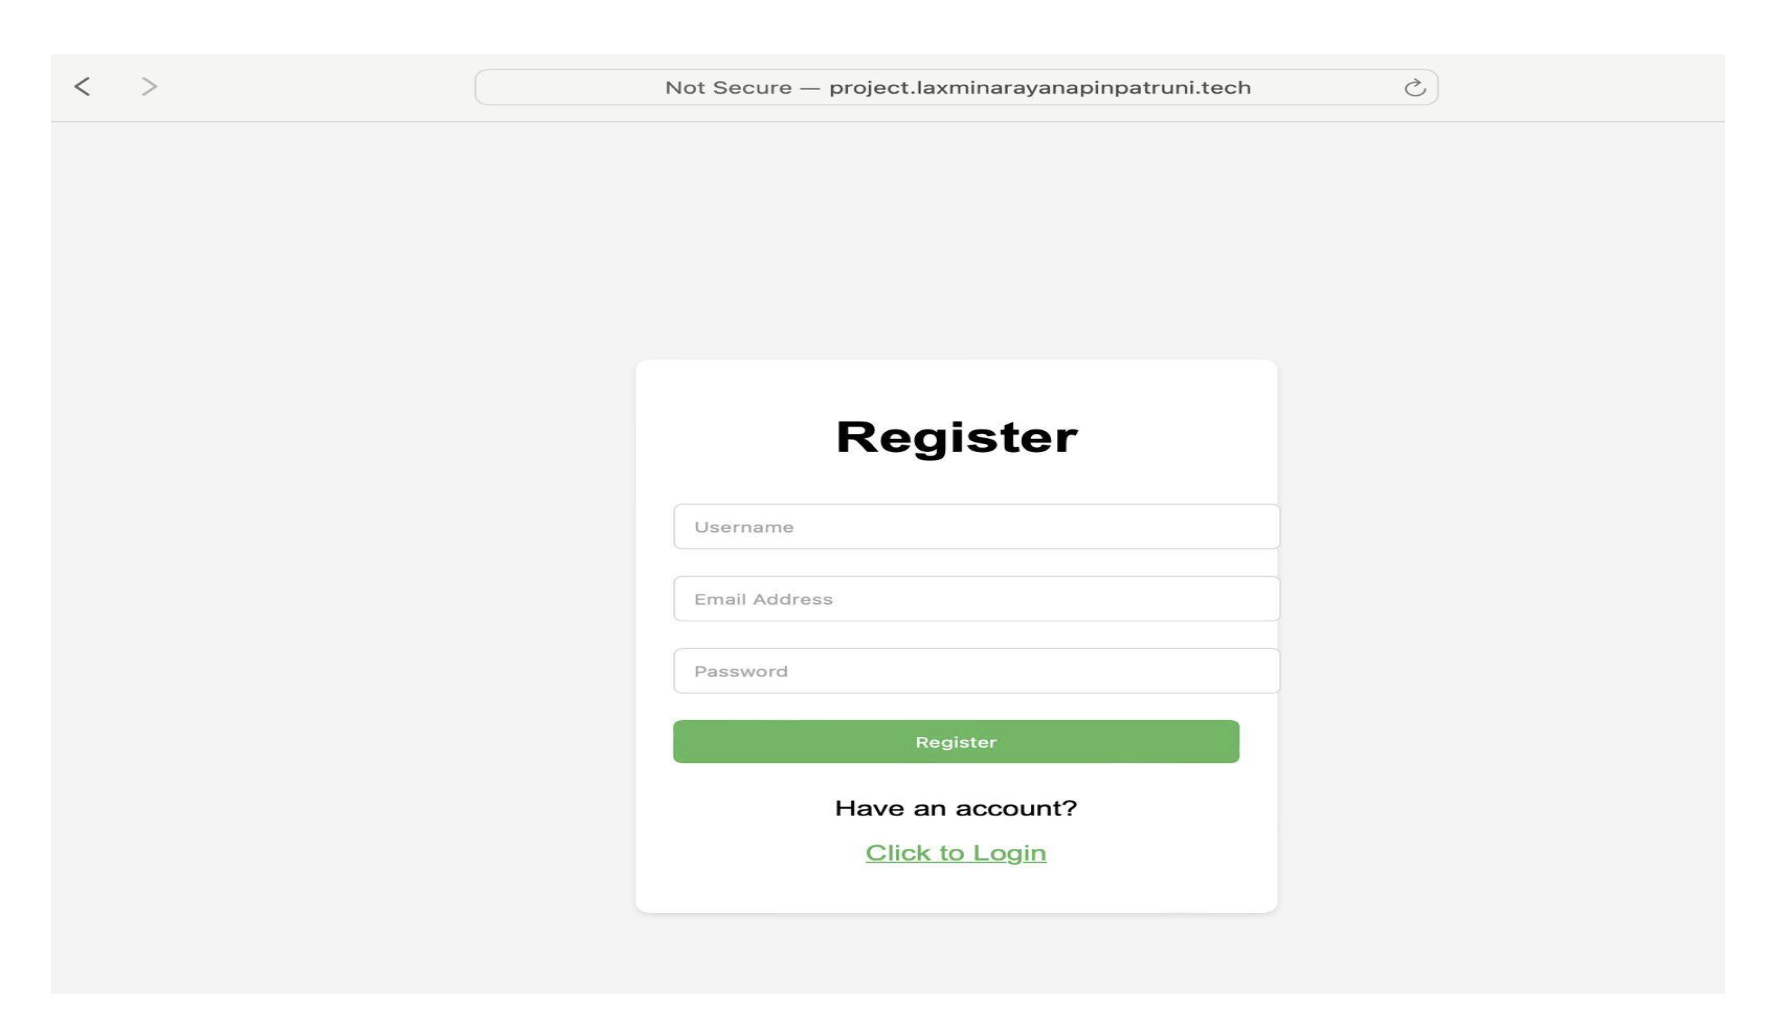 Not Secure — project.laxminarayanapinpatruni.tech
Register
Username
Email Address
Password
Register
Have an account?
Click to Login